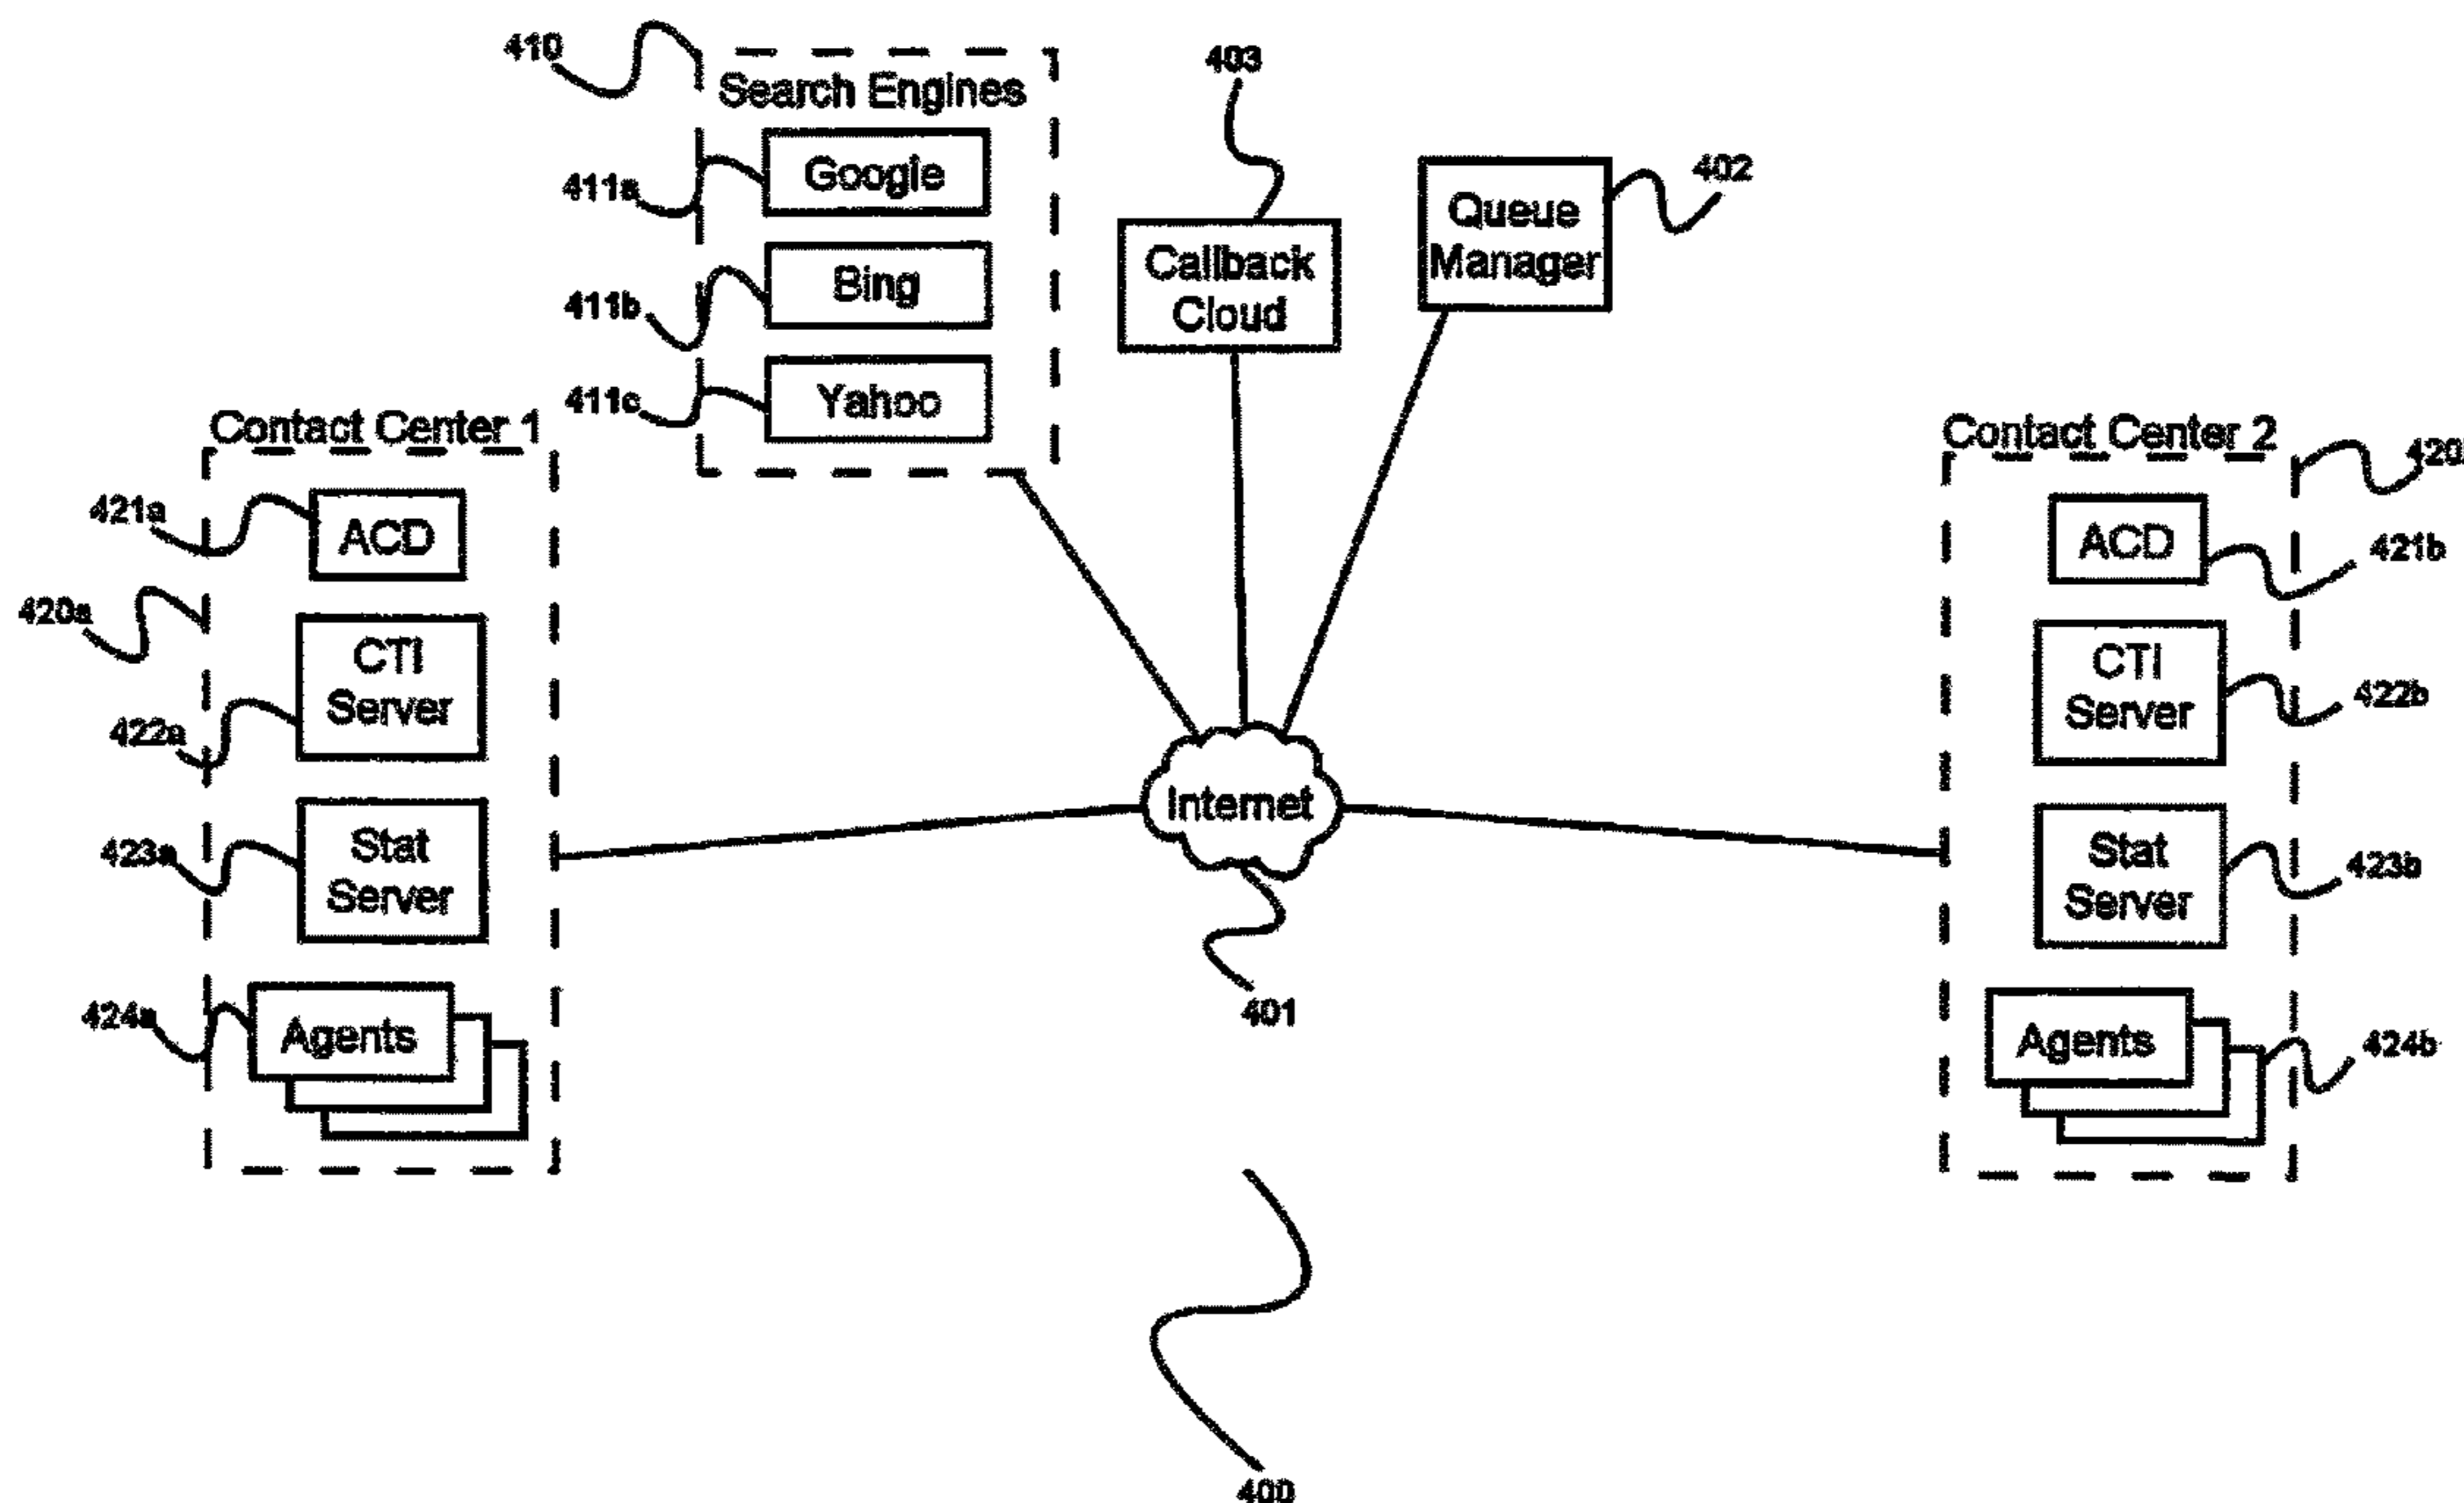 410
Search Engines
411a
Google
411b
Bing
411c
Yahoo
403
Callback
Cloud
402
Queue
Manager
Contact Center 1
421a
ACD
420a
CTI
Server
422a
423a
Stat
Server
424a
Agents
Internet
401
Contact Center 2
420
ACD
421b
CTI
Server
422b
Stat
Server
423b
Agents
424b
400